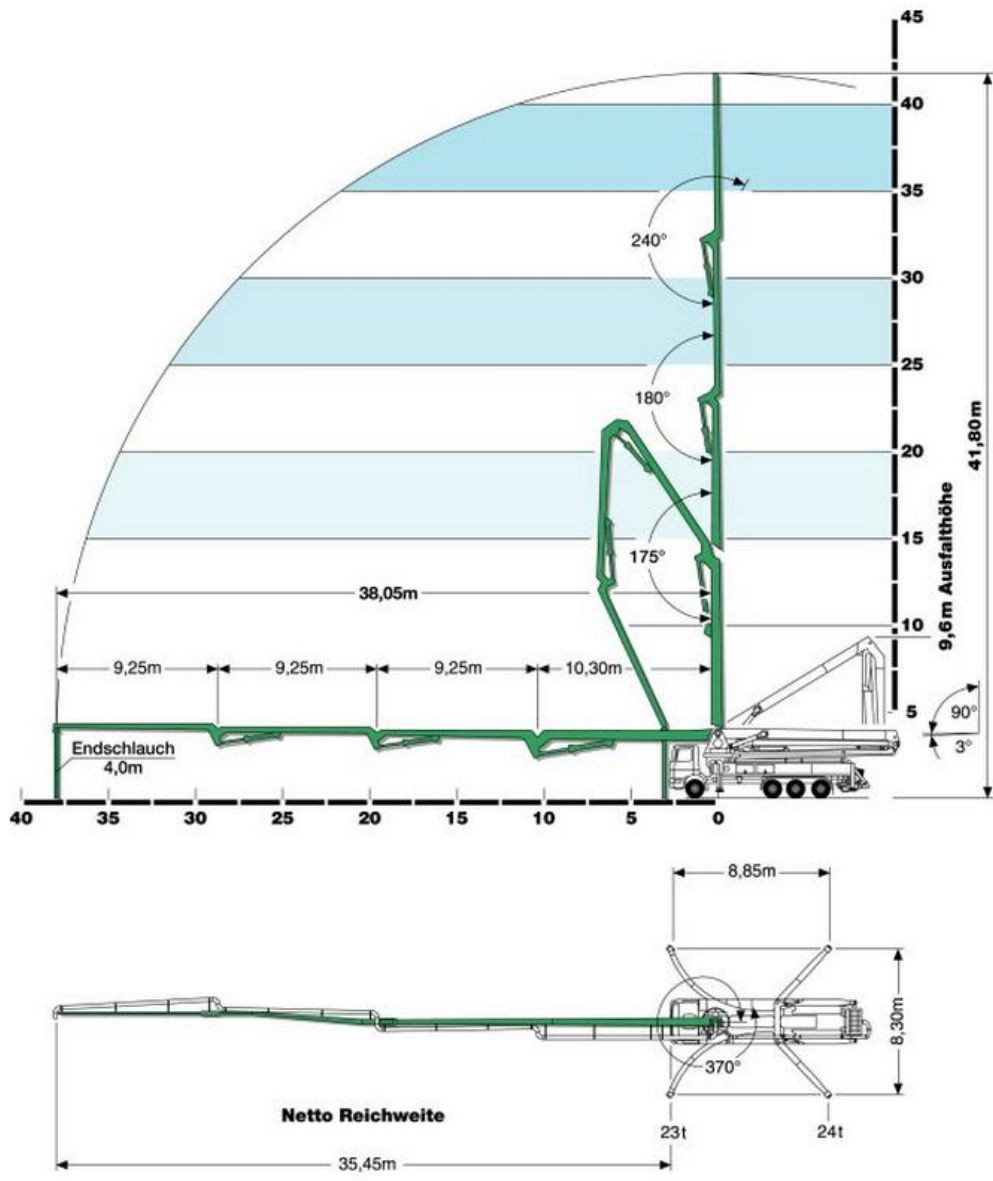 45
40
35
240°
30
25
180°
20
41,80m
15
175°
38,05m
9,6m Ausfalthöhe
10
9,25m
9,25m
9,25m
10,30m
5
90°
3°
Endschlauch
4,0m
40
35
30
25
20
15
10
5
0
8,85m
8,30m
370°
Netto Reichweite
23t
24t
35,45m